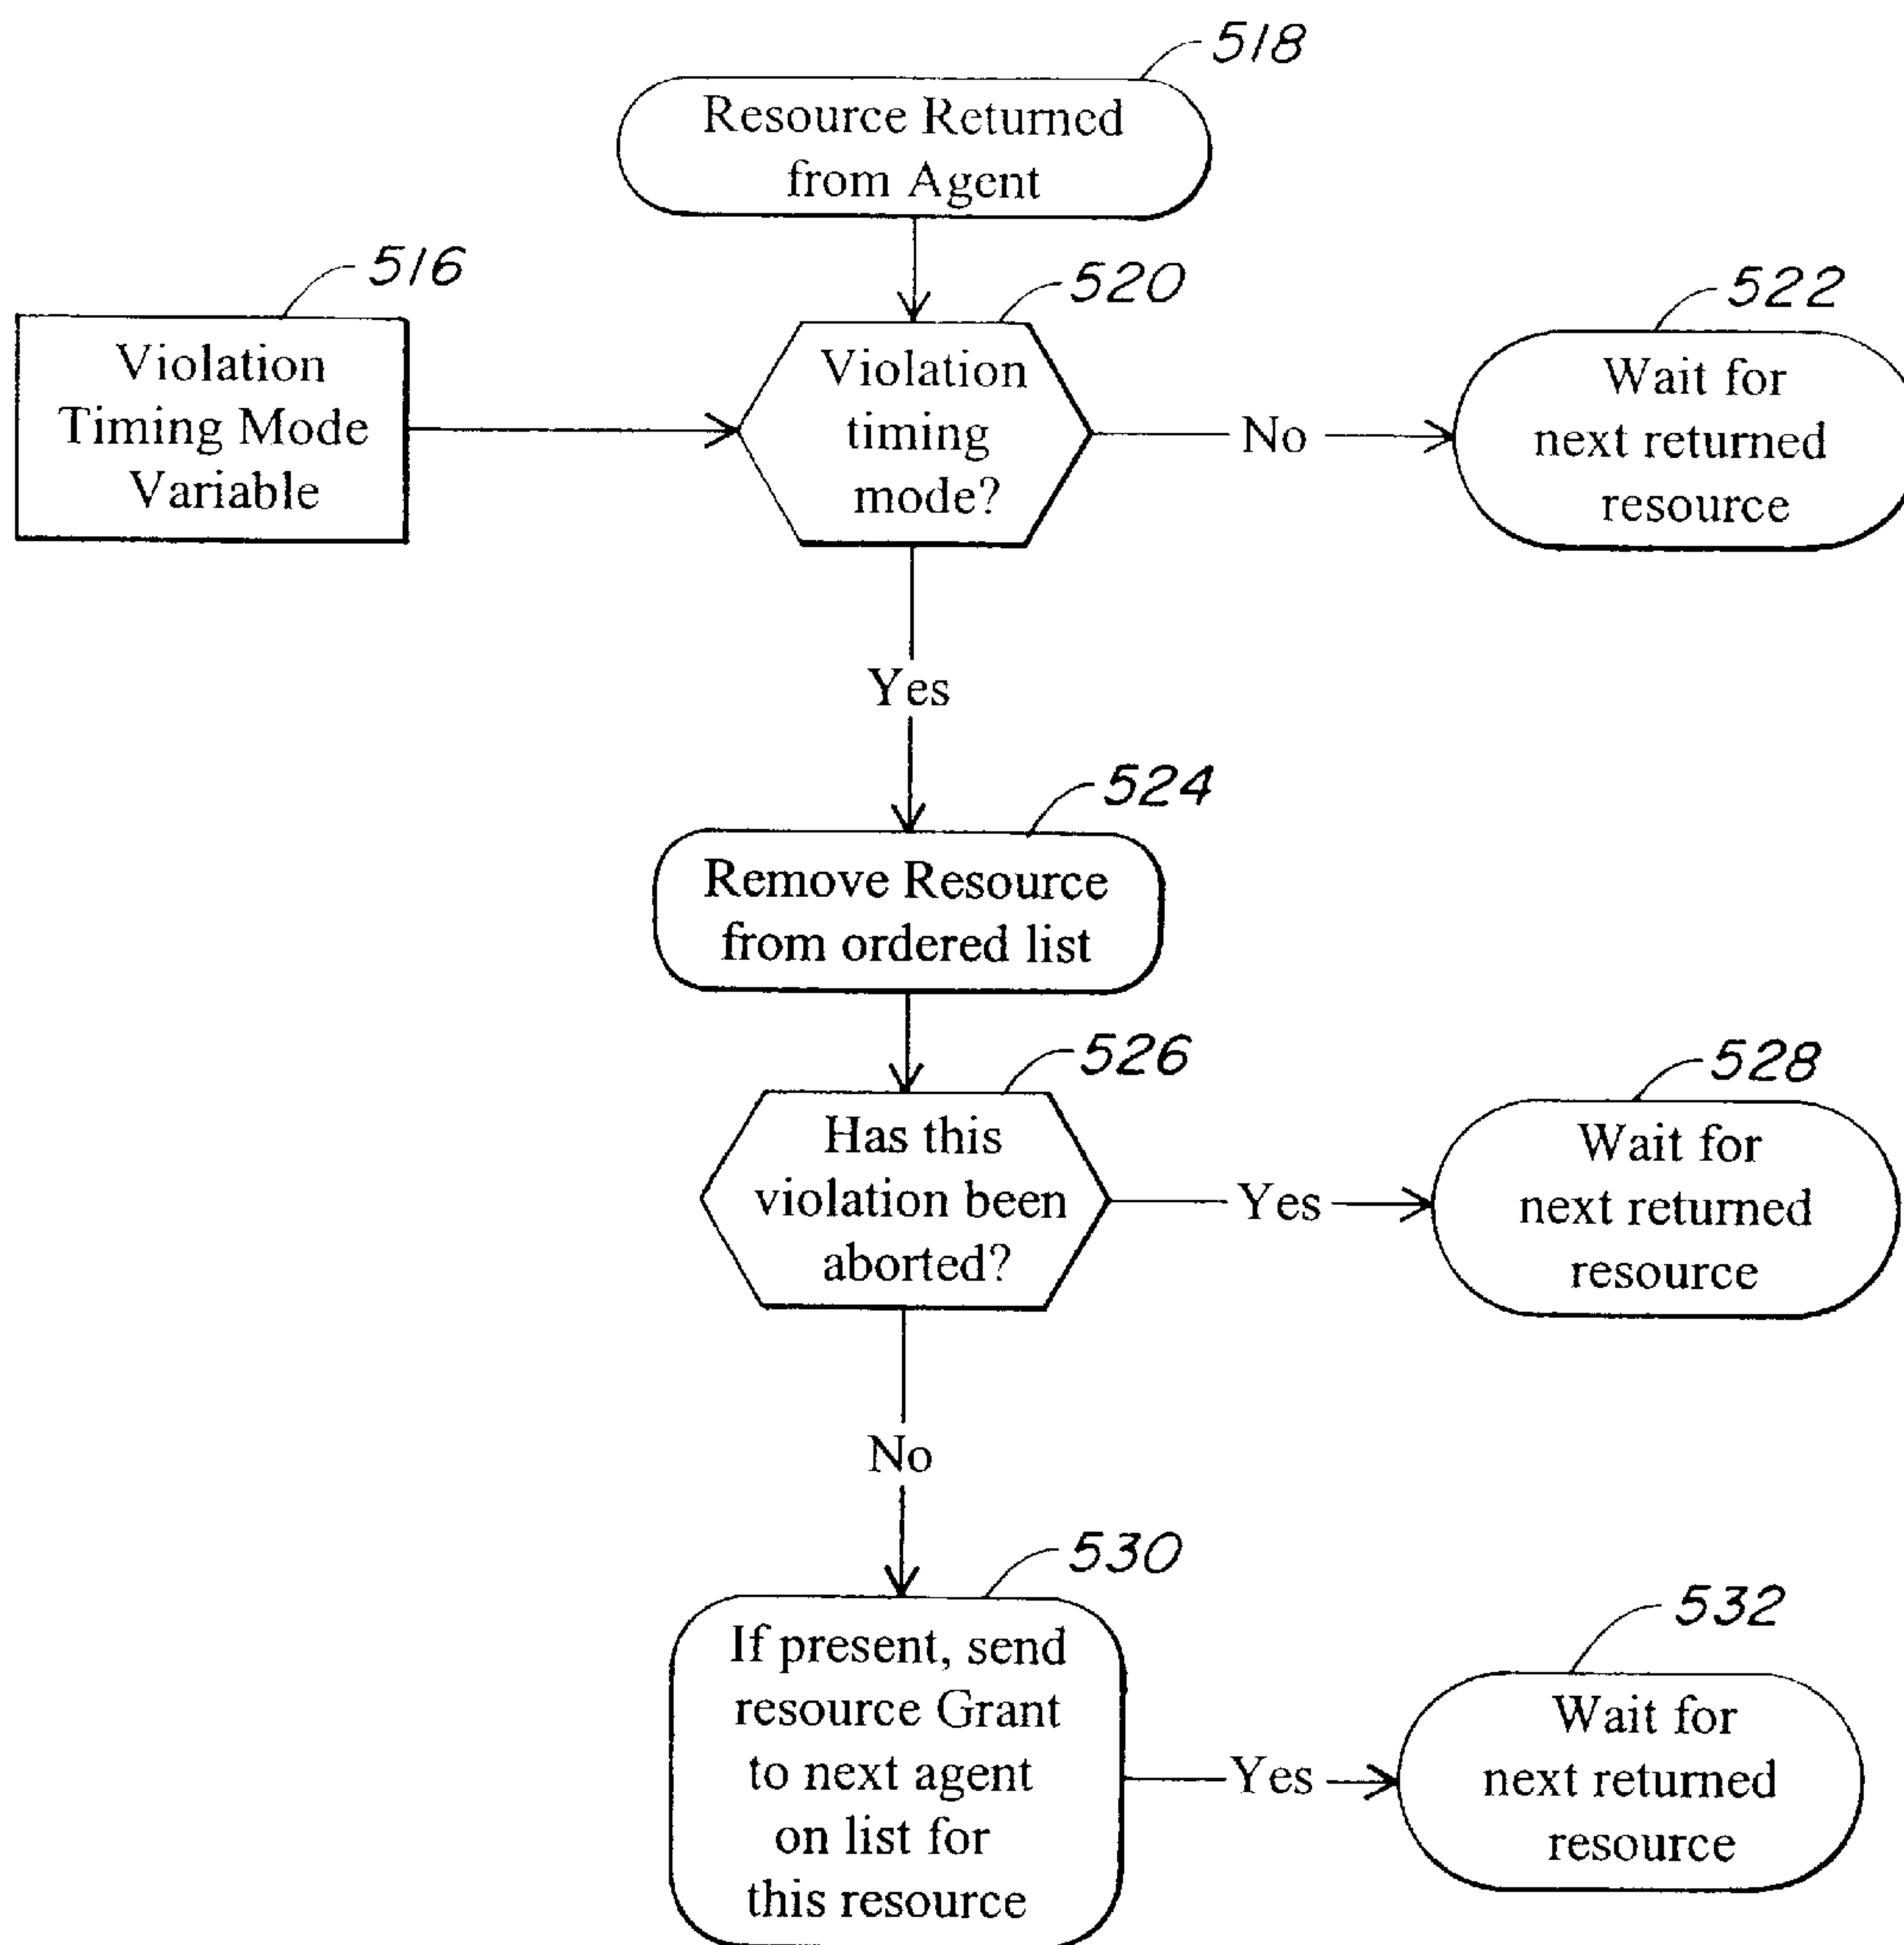 518
Resource Returned
from Agent
516
Violation
Timing Mode
Variable
520
Violation
timing
mode?
No
522
Wait for
next returned
resource
Yes
524
Remove Resource
from ordered list
526
Has this
violation been
aborted?
Yes
528
Wait for
next returned
resource
No
530
If present, send
resource Grant
to next agent
on list for
this resource
Yes
532
Wait for
next returned
resource